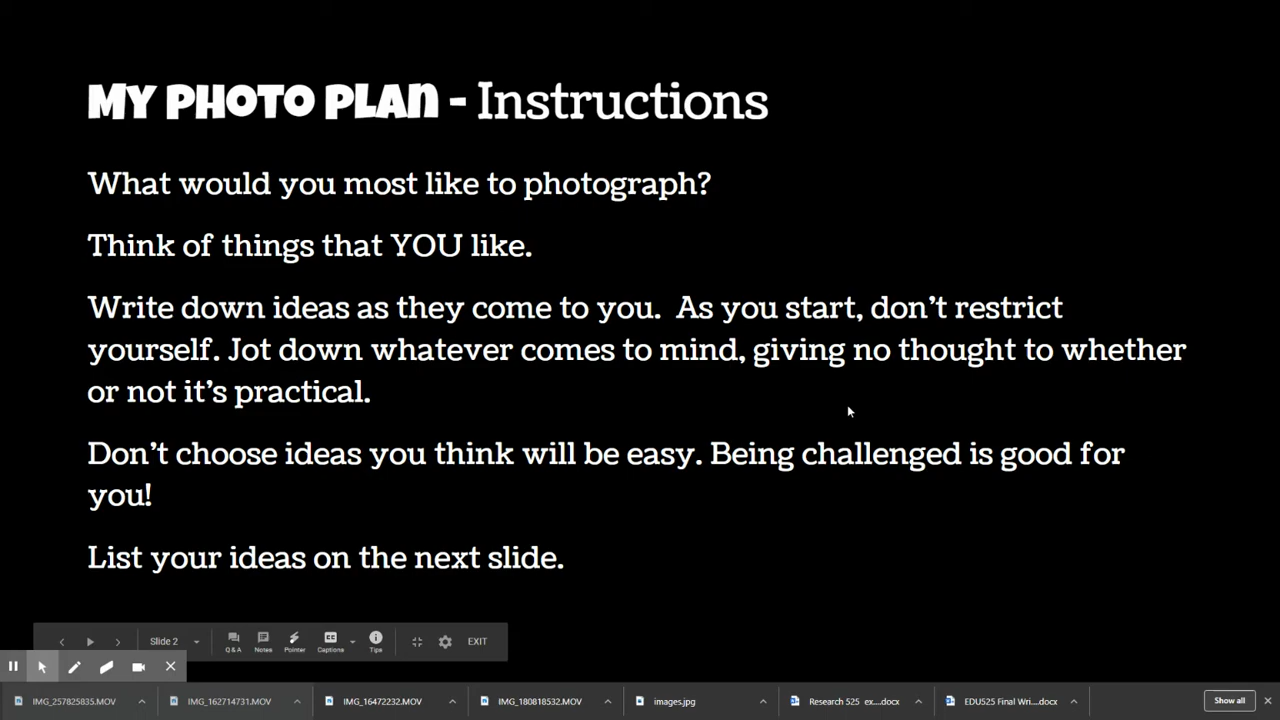 MY PHOTO PLAN - Instructions
What would you most like to photograph?
Think of things that YOU like.
Write down ideas as they come to you.  As you start, don't restrict
yourself. Jot down whatever comes to mind, giving no thought to whether
or not it's practical.
Don't choose ideas you think will be easy. Being challenged is good for
you!
List your ideas on the next slide.
Slide 2
Q & A Notes Pointer CC Captions Tips EXIT
IMG_257825835.MOV IMG_162714731.MOV IMG_16472232.MOV IMG_180818532.MOV images.jpg Research 525 ex....docx EDU525 Final Wri....docx Show all